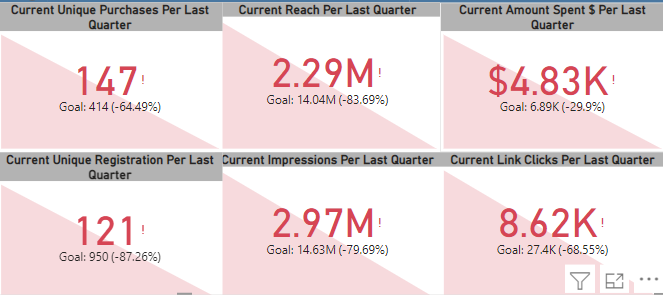 Current Unique Purchases Per Last
Quarter
147 !
Goal: 414 (-64.49%)
Current Reach Per Last Quarter
2.29M !
Goal: 14.04M (-83.69%)
Current Amount Spent $ Per Last
Quarter
$4.83K !
Goal: 6.89K (-29.9%)
Current Unique Registration Per Last
Quarter
121 !
Goal: 950 (-87.26%)
Current Impressions Per Last Quarter
2.97M !
Goal: 14.63M (-79.69%)
Current Link Clicks Per Last Quarter
8.62K !
Goal: 27.4K (-68.55%)